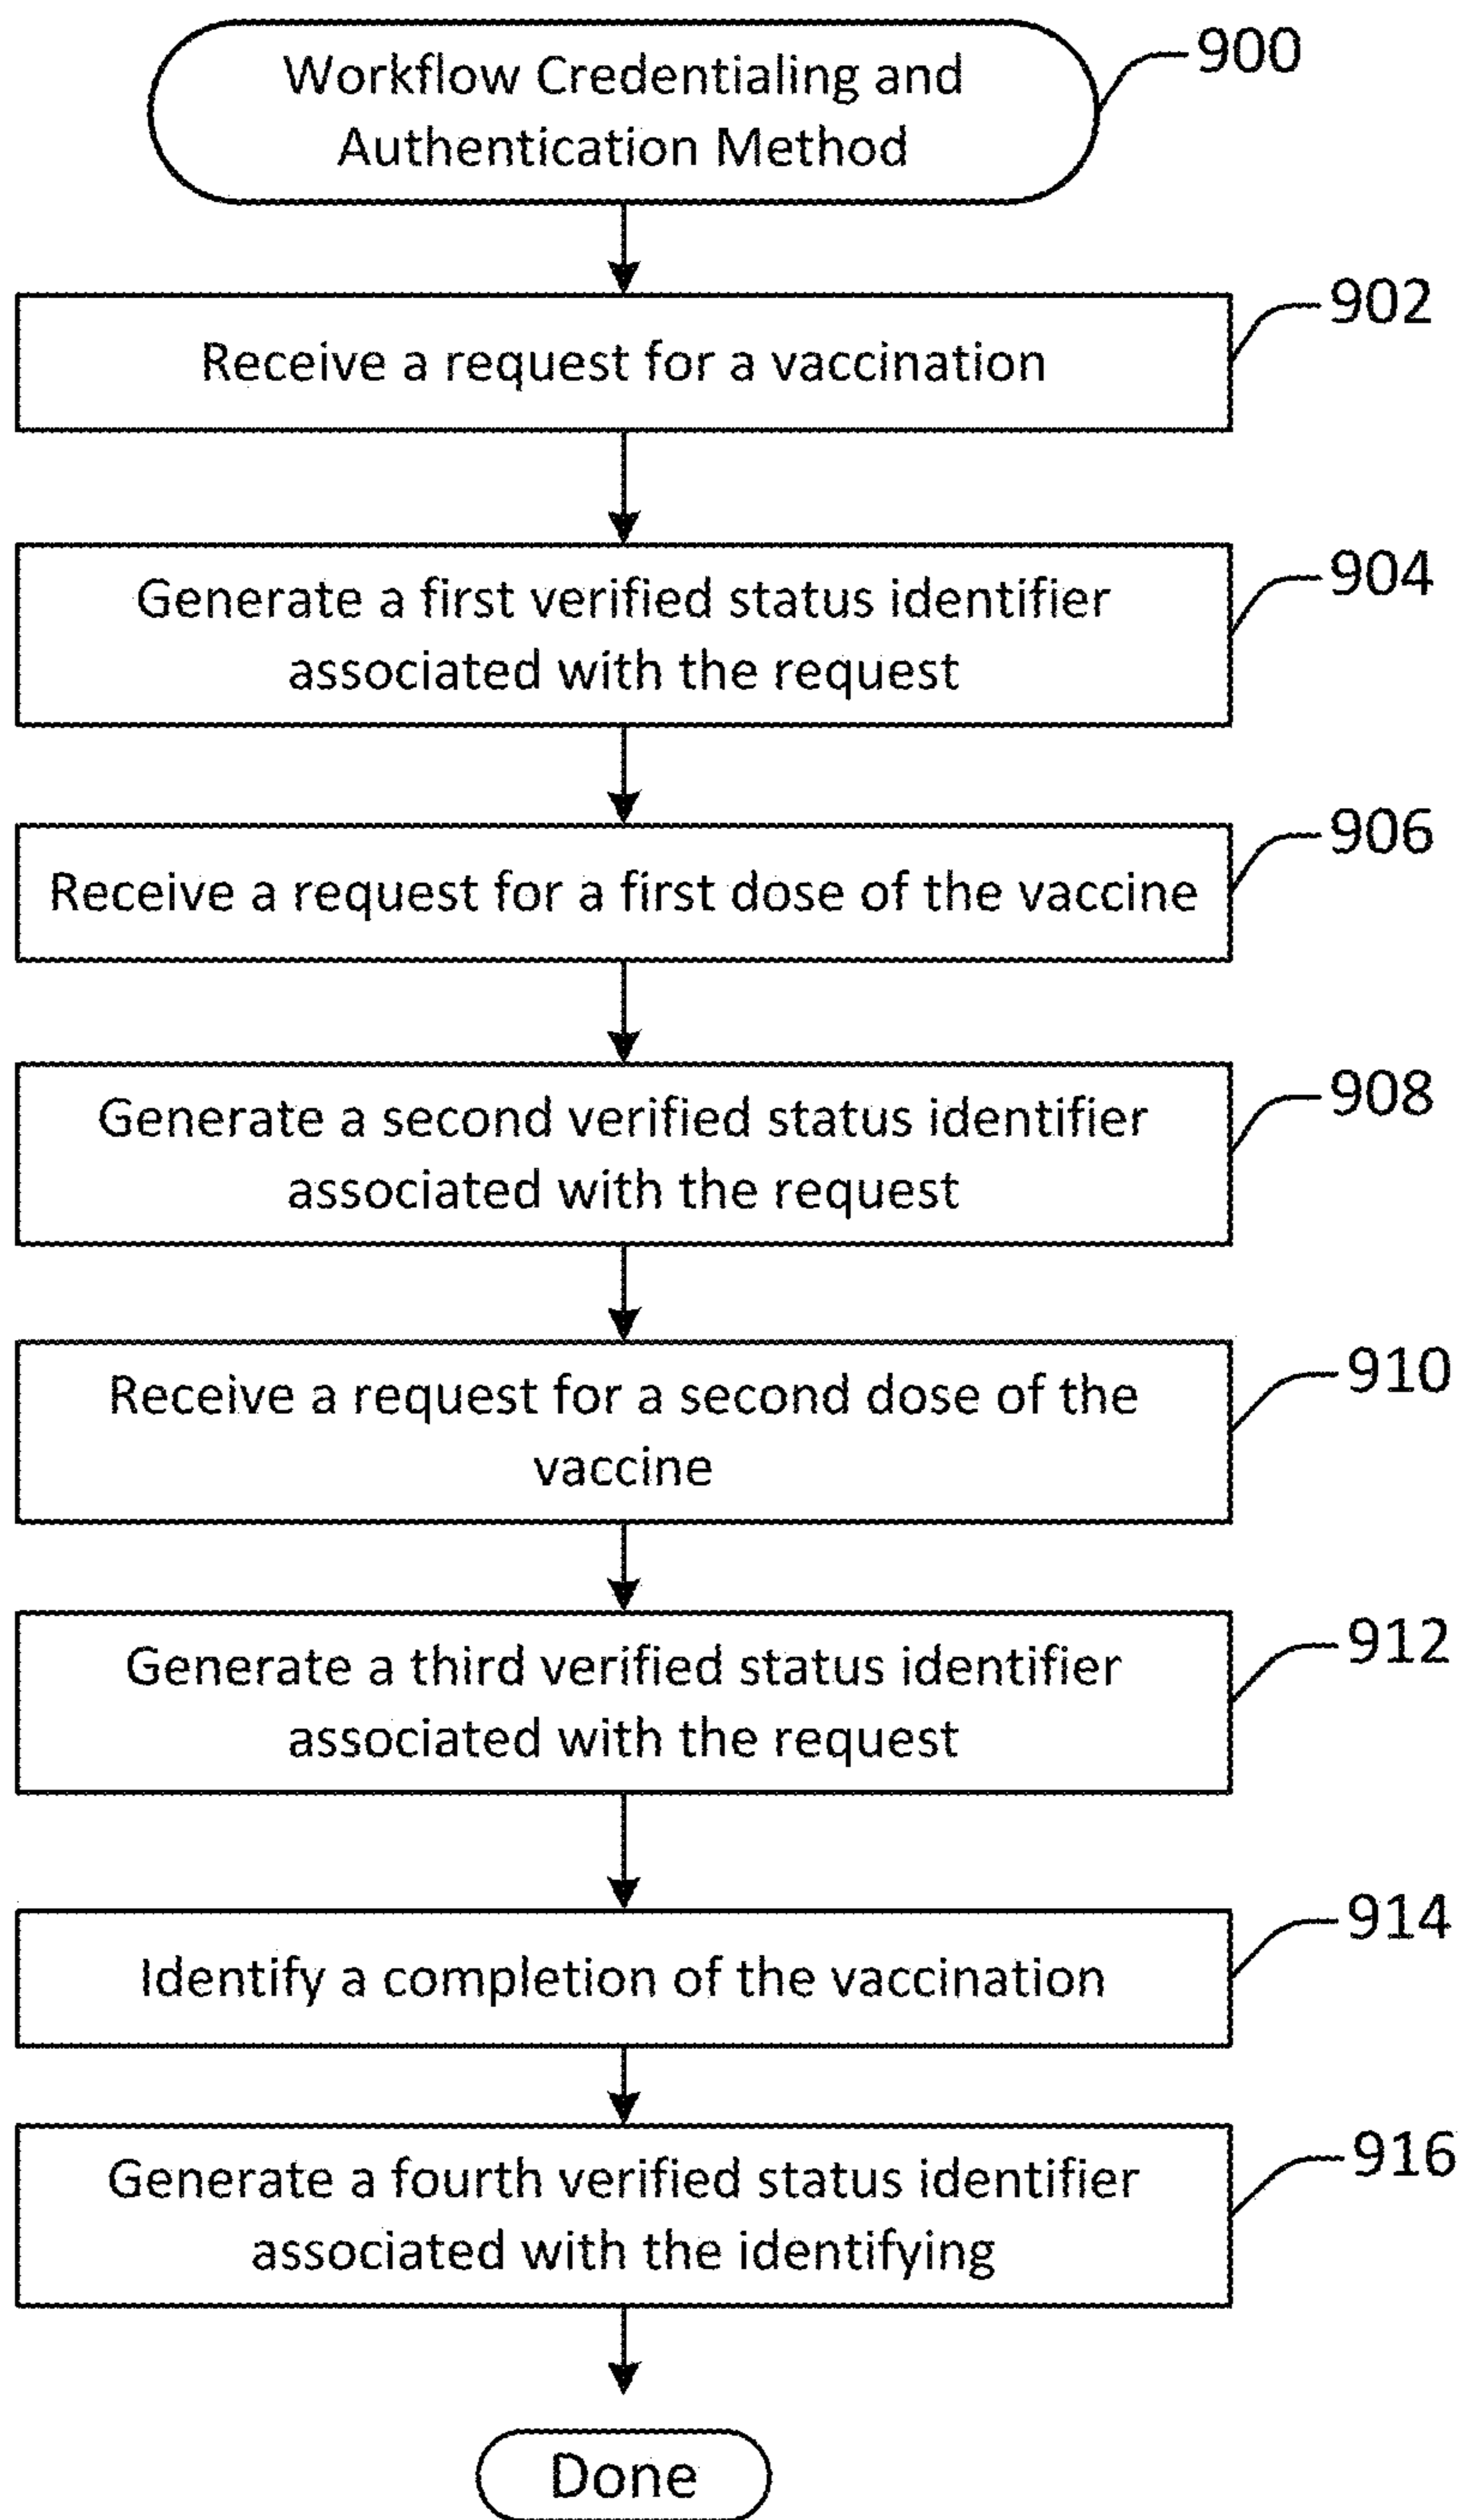 Workflow Credentialing and
Authentication Method
900
Receive a request for a vaccination
902
Generate a first verified status identifier
associated with the request
904
Receive a request for a first dose of the vaccine
906
Generate a second verified status identifier
associated with the request
908
Receive a request for a second dose of the
vaccine
910
Generate a third verified status identifier
associated with the request
912
Identify a completion of the vaccination
914
Generate a fourth verified status identifier
associated with the identifying
916
Done